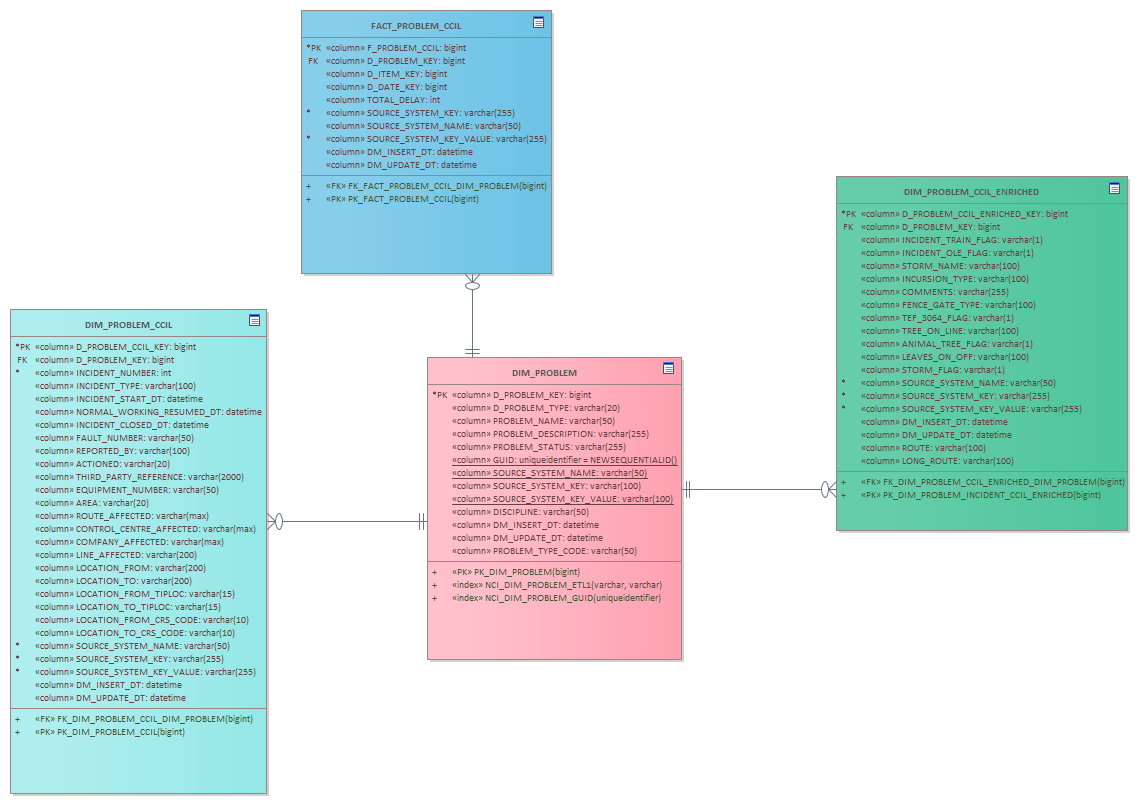 FACT_PROBLEM_CCIL
*PK «column» F_PROBLEM_CCIL: bigint
FK «column» D_PROBLEM_KEY: bigint
«column» D_ITEM_KEY: bigint
«column» D_DATE_KEY: bigint
«column» TOTAL_DELAY: int
* «column» SOURCE_SYSTEM_KEY: varchar(255)
«column» SOURCE_SYSTEM_NAME: varchar(50)
* «column» SOURCE_SYSTEM_KEY_VALUE: varchar(255)
«column» DM_INSERT_DT: datetime
«column» DM_UPDATE_DT: datetime
+ «FK» FK_FACT_PROBLEM_CCIL_DIM_PROBLEM(bigint)
+ «PK» PK_FACT_PROBLEM_CCIL(bigint)
DIM_PROBLEM_CCIL_ENRICHED
*PK «column» D_PROBLEM_CCIL_ENRICHED_KEY: bigint
FK «column» D_PROBLEM_KEY: bigint
«column» INCIDENT_TRAIN_FLAG: varchar(1)
«column» INCIDENT_OLE_FLAG: varchar(1)
«column» STORM_NAME: varchar(100)
«column» INCURSION_TYPE: varchar(100)
«column» COMMENTS: varchar(255)
«column» FENCE_GATE_TYPE: varchar(100)
«column» TEF_3064_FLAG: varchar(1)
«column» TREE_ON_LINE: varchar(100)
«column» ANIMAL_TREE_FLAG: varchar(1)
«column» LEAVES_ON_OFF: varchar(100)
«column» STORM_FLAG: varchar(1)
* «column» SOURCE_SYSTEM_NAME: varchar(50)
* «column» SOURCE_SYSTEM_KEY: varchar(255)
* «column» SOURCE_SYSTEM_KEY_VALUE: varchar(255)
«column» DM_INSERT_DT: datetime
«column» DM_UPDATE_DT: datetime
«column» ROUTE: varchar(100)
«column» LONG_ROUTE: varchar(100)
+ «FK» FK_DIM_PROBLEM_CCIL_ENRICHED_DIM_PROBLEM(bigint)
+ «PK» PK_DIM_PROBLEM_INCIDENT_CCIL_ENRICHED(bigint)
DIM_PROBLEM_CCIL
*PK «column» D_PROBLEM_CCIL_KEY: bigint
FK «column» D_PROBLEM_KEY: bigint
* «column» INCIDENT_NUMBER: int
«column» INCIDENT_TYPE: varchar(100)
«column» INCIDENT_START_DT: datetime
«column» NORMAL_WORKING_RESUMED_DT: datetime
«column» INCIDENT_CLOSED_DT: datetime
«column» FAULT_NUMBER: varchar(50)
«column» REPORTED_BY: varchar(100)
«column» ACTIONED: varchar(20)
«column» THIRD_PARTY_REFERENCE: varchar(2000)
«column» EQUIPMENT_NUMBER: varchar(50)
«column» AREA: varchar(20)
«column» ROUTE_AFFECTED: varchar(max)
«column» CONTROL_CENTRE_AFFECTED: varchar(max)
«column» COMPANY_AFFECTED: varchar(max)
«column» LINE_AFFECTED: varchar(200)
«column» LOCATION_FROM: varchar(200)
«column» LOCATION_TO: varchar(200)
«column» LOCATION_FROM_TIPLOC: varchar(15)
«column» LOCATION_TO_TIPLOC: varchar(15)
«column» LOCATION_FROM_CRS_CODE: varchar(10)
«column» LOCATION_TO_CRS_CODE: varchar(10)
* «column» SOURCE_SYSTEM_NAME: varchar(50)
* «column» SOURCE_SYSTEM_KEY: varchar(255)
* «column» SOURCE_SYSTEM_KEY_VALUE: varchar(255)
«column» DM_INSERT_DT: datetime
«column» DM_UPDATE_DT: datetime
+ «FK» FK_DIM_PROBLEM_CCIL_DIM_PROBLEM(bigint)
+ «PK» PK_DIM_PROBLEM_CCIL(bigint)
DIM_PROBLEM
*PK «column» D_PROBLEM_KEY: bigint
«column» D_PROBLEM_TYPE: varchar(20)
«column» PROBLEM_NAME: varchar(50)
«column» PROBLEM_DESCRIPTION: varchar(255)
«column» PROBLEM_STATUS: varchar(255)
«column» GUID: uniqueidentifier = NEWSEQUENTIALID()
«column» SOURCE_SYSTEM_NAME: varchar(50)
«column» SOURCE_SYSTEM_KEY: varchar(100)
«column» SOURCE_SYSTEM_KEY_VALUE: varchar(100)
«column» DISCIPLINE: varchar(50)
«column» DM_INSERT_DT: datetime
«column» DM_UPDATE_DT: datetime
«column» PROBLEM_TYPE_CODE: varchar(50)
+ «PK» PK_DIM_PROBLEM(bigint)
+ «index» NCI_DIM_PROBLEM_ETL1(varchar, varchar)
+ «index» NCI_DIM_PROBLEM_GUID(uniqueidentifier)